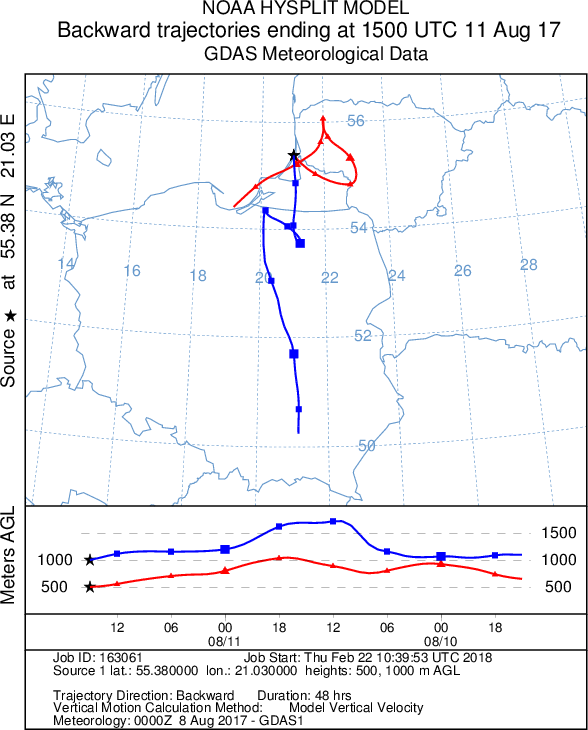 NOAA HYSPLIT MODEL
Backward trajectories ending at 1500 UTC 11 Aug 17
GDAS Meteorological Data
Source ★ at 55.38 N 21.03 E
56
54
14 16 18 20 22 24 26 28
52
50
Meters AGL
1500
1000 1000
500 500
12 06 00 18 12 06 00 18
08/11 08/10
Job ID: 163061 Job Start: Thu Feb 22 10:39:53 UTC 2018
Source 1 lat.: 55.380000 lon.: 21.030000 heights: 500, 1000 m AGL
Trajectory Direction: Backward Duration: 48 hrs
Vertical Motion Calculation Method: Model Vertical Velocity
Meteorology: 0000Z 8 Aug 2017 - GDAS1